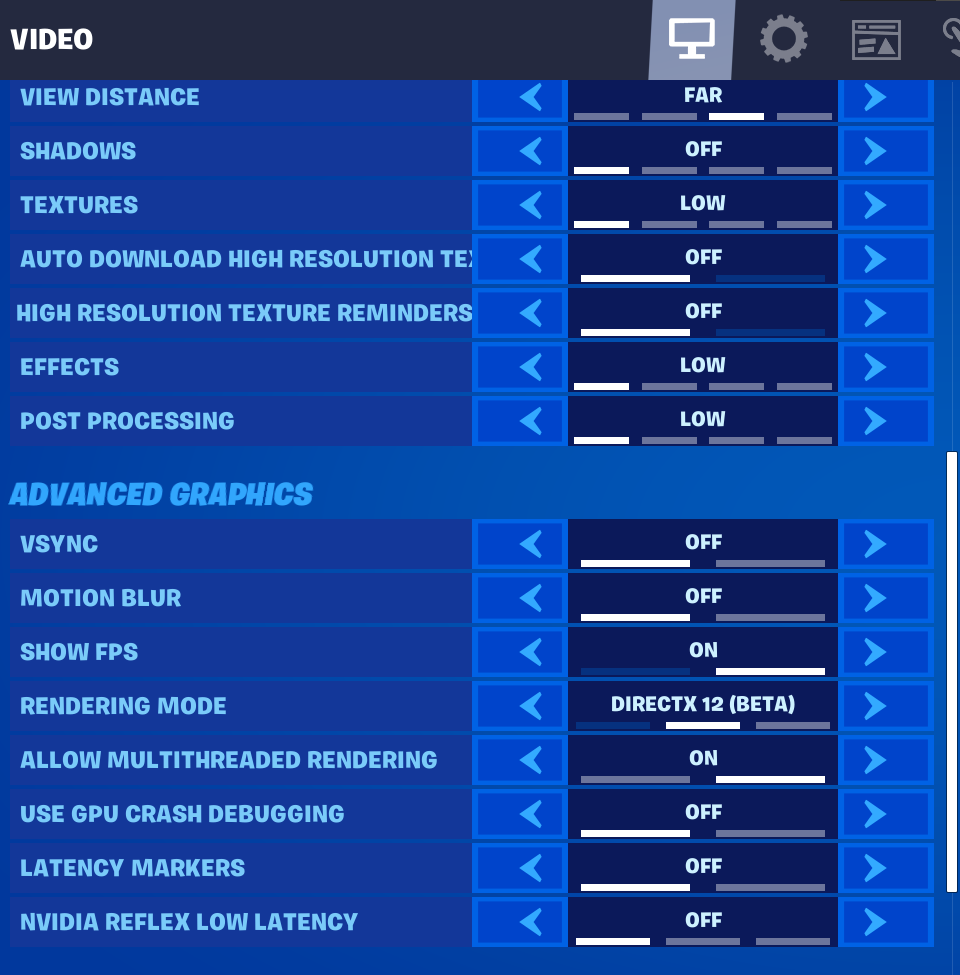 VIDEO
VIEW DISTANCE FAR
SHADOWS OFF
TEXTURES LOW
AUTO DOWNLOAD HIGH RESOLUTION TEX OFF
HIGH RESOLUTION TEXTURE REMINDERS OFF
EFFECTS LOW
POST PROCESSING LOW
ADVANCED GRAPHICS
VSYNC OFF
MOTION BLUR OFF
SHOW FPS ON
RENDERING MODE DIRECTX 12 (BETA)
ALLOW MULTITHREADED RENDERING ON
USE GPU CRASH DEBUGGING OFF
LATENCY MARKERS OFF
NVIDIA REFLEX LOW LATENCY OFF